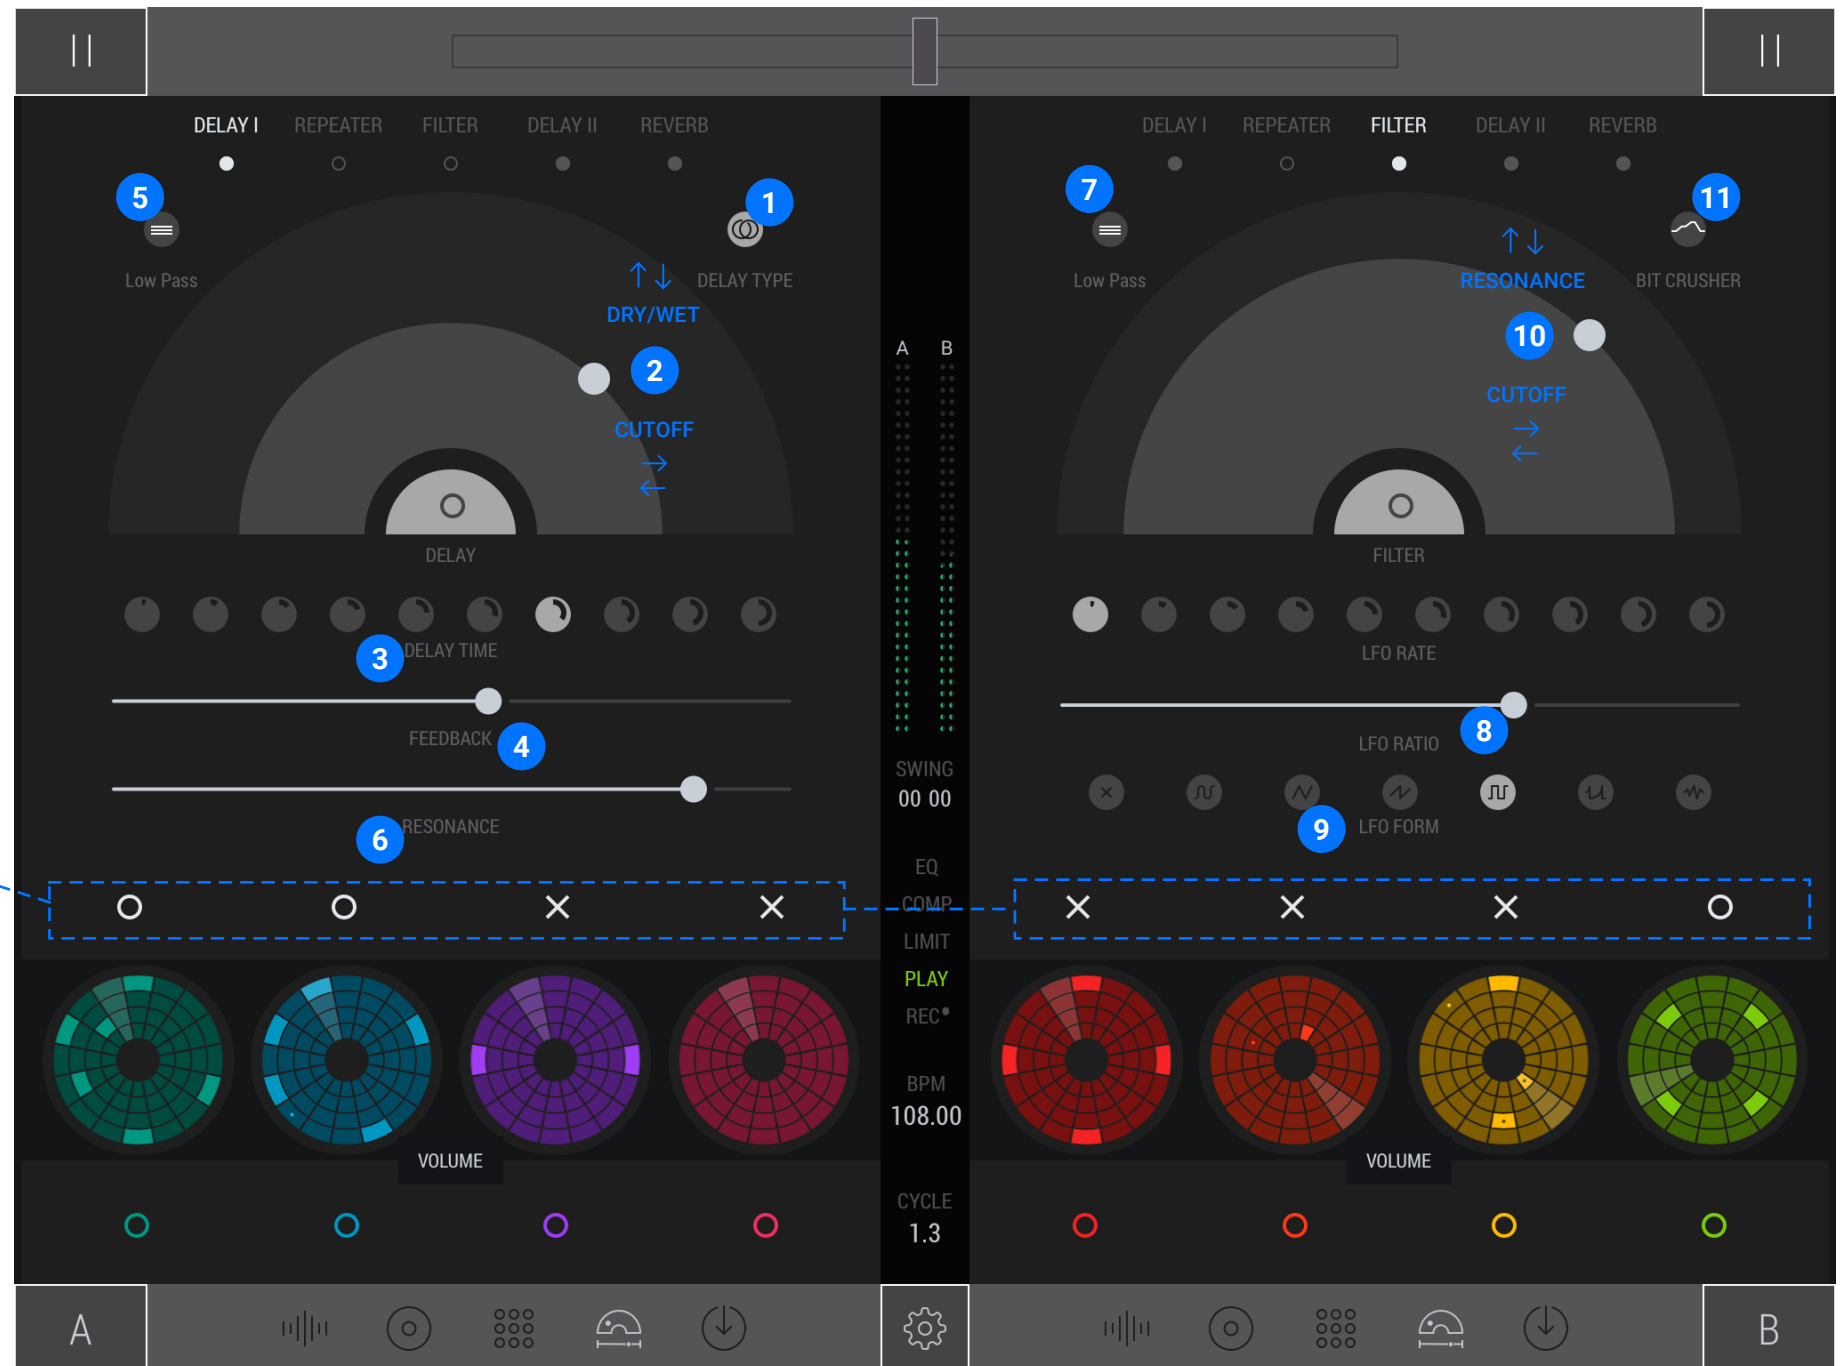 DELAY I REPEATER FILTER DELAY II REVERB
5
1
Low Pass
DELAY TYPE
DRY/WET
2
CUTOFF
DELAY
DELAY TIME
3
FEEDBACK
4
RESONANCE
6
VOLUME
A B
SWING
00 00
EQ
COMP
LIMIT
PLAY
REC
BPM
108.00
CYCLE
1.3
DELAY I REPEATER FILTER DELAY II REVERB
7
11
Low Pass
RESONANCE
BIT CRUSHER
10
CUTOFF
FILTER
LFO RATE
LFO RATIO
8
LFO FORM
9
VOLUME
A
B